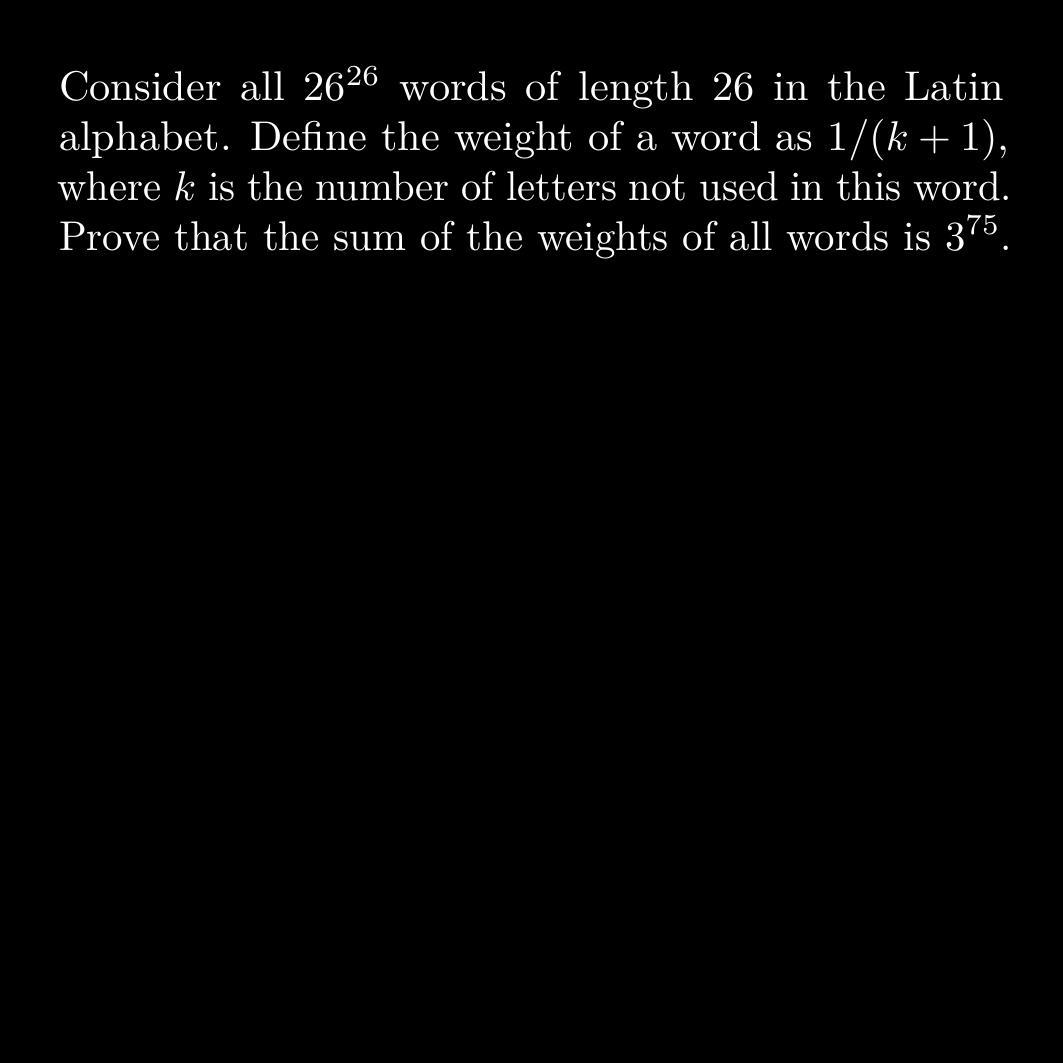 Consider all 26^{26} words of length 26 in the Latin
alphabet. Define the weight of a word as 1/(k + 1),
where k is the number of letters not used in this word.
Prove that the sum of the weights of all words is 3^{75}.